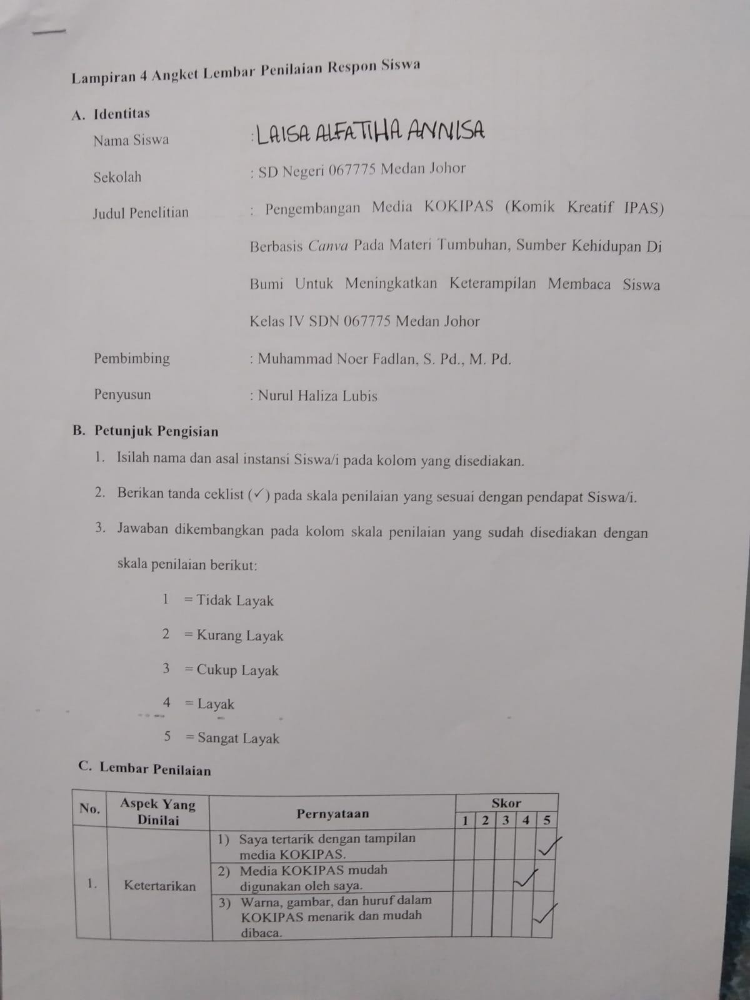 Lampiran 4 Angket Lembar Penilaian Respon Siswa
A. Identitas
Nama Siswa : LAISA ALFATIHA ANNISA
Sekolah : SD Negeri 067775 Medan Johor
Judul Penelitian : Pengembangan Media KOKIPAS (Komik Kreatif IPAS)
Berbasis Canva Pada Materi Tumbuhan, Sumber Kehidupan Di
Bumi Untuk Meningkatkan Keterampilan Membaca Siswa
Kelas IV SDN 067775 Medan Johor
Pembimbing : Muhammad Noer Fadlan, S. Pd., M. Pd.
Penyusun : Nurul Haliza Lubis
B. Petunjuk Pengisian
1. Isilah nama dan asal instansi Siswa/i pada kolom yang disediakan.
2. Berikan tanda ceklist (✓) pada skala penilaian yang sesuai dengan pendapat Siswa/i.
3. Jawaban dikembangkan pada kolom skala penilaian yang sudah disediakan dengan
skala penilaian berikut:
1 = Tidak Layak
2 = Kurang Layak
3 = Cukup Layak
4 = Layak
5 = Sangat Layak
C. Lembar Penilaian
No. Aspek Yang Dinilai Pernyataan Skor
1 2 3 4 5
1. Ketertarikan
1) Saya tertarik dengan tampilan
media KOKIPAS. ✓
2) Media KOKIPAS mudah
digunakan oleh saya. ✓
3) Warna, gambar, dan huruf dalam
KOKIPAS menarik dan mudah ✓
dibaca.